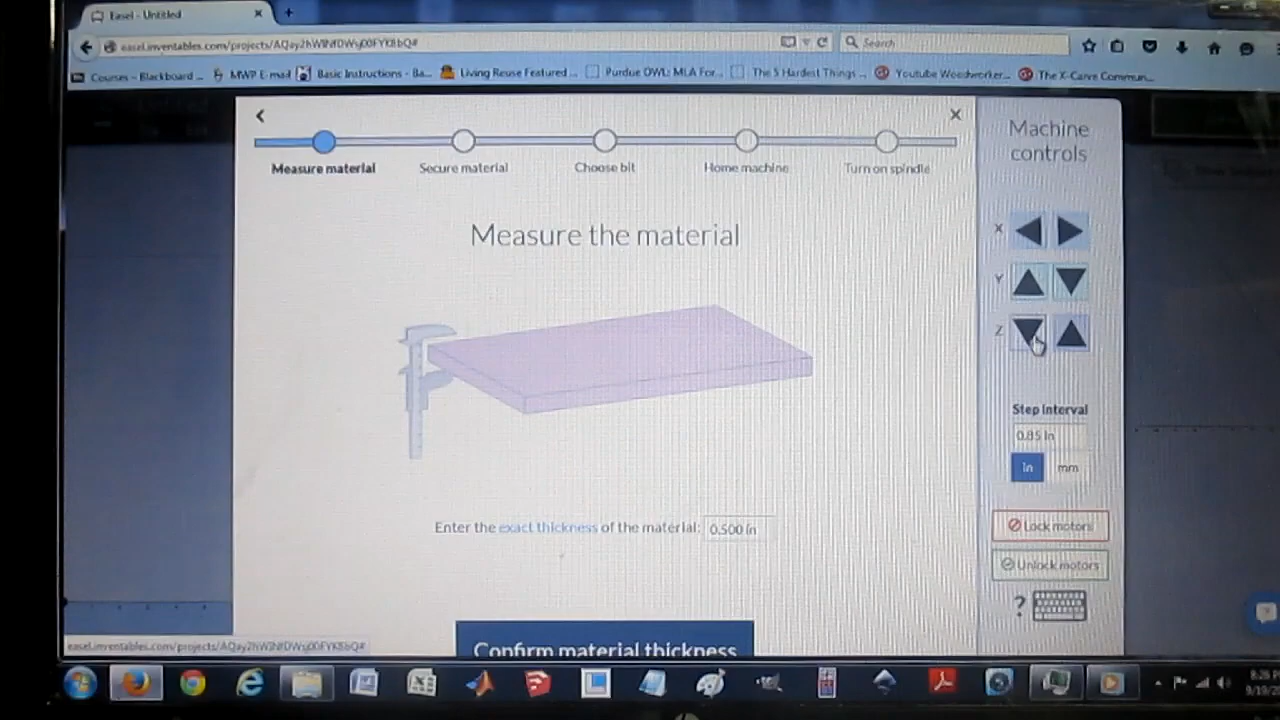 Easel - Untitled
Search
Courses - Blackboard ...
MWP E-mail
Basic Instructions - Ba...
Living Reuse Featured ...
Purdue OWL: MLA For...
The 5 Hardest Things ...
Youtube Woodworker...
The X-Carve Commun...
Measure material
Secure material
Choose bit
Home machine
Turn on spindle
Machine
controls
Measure the material
X
Y
Z
Step Interval
0.85 in
in
mm
Enter the exact thickness of the material: 0.500 in
Lock motors
Unlock motors
?
Confirm material thickness